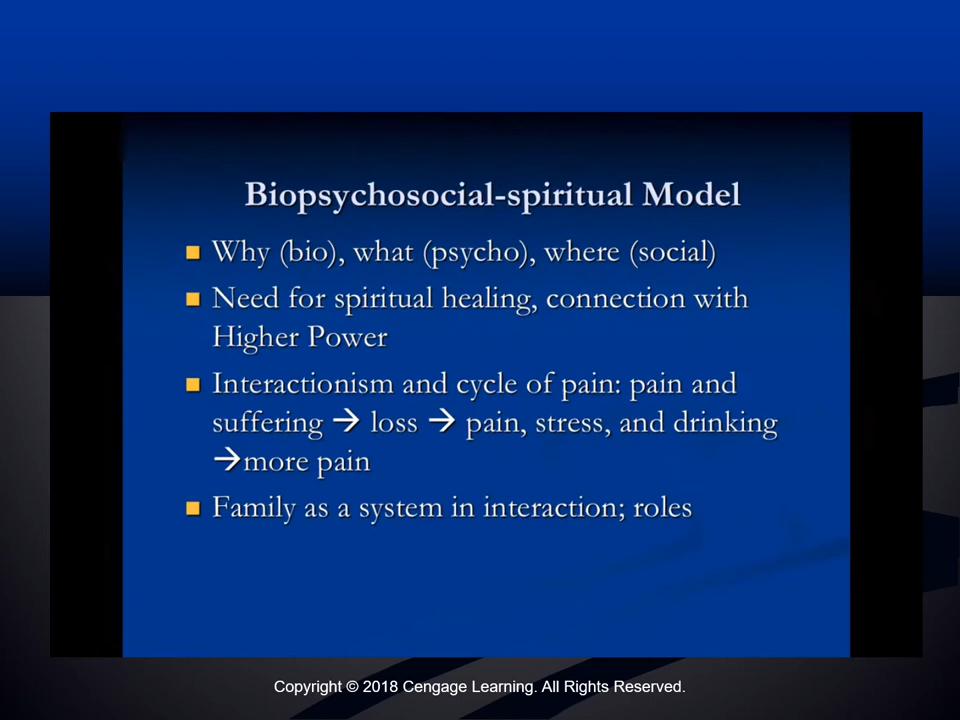 Biopsychosocial-spiritual Model
Why (bio), what (psycho), where (social)
Need for spiritual healing, connection with
Higher Power
Interactionism and cycle of pain: pain and
suffering → loss → pain, stress, and drinking
→more pain
Family as a system in interaction; roles
Copyright © 2018 Cengage Learning. All Rights Reserved.